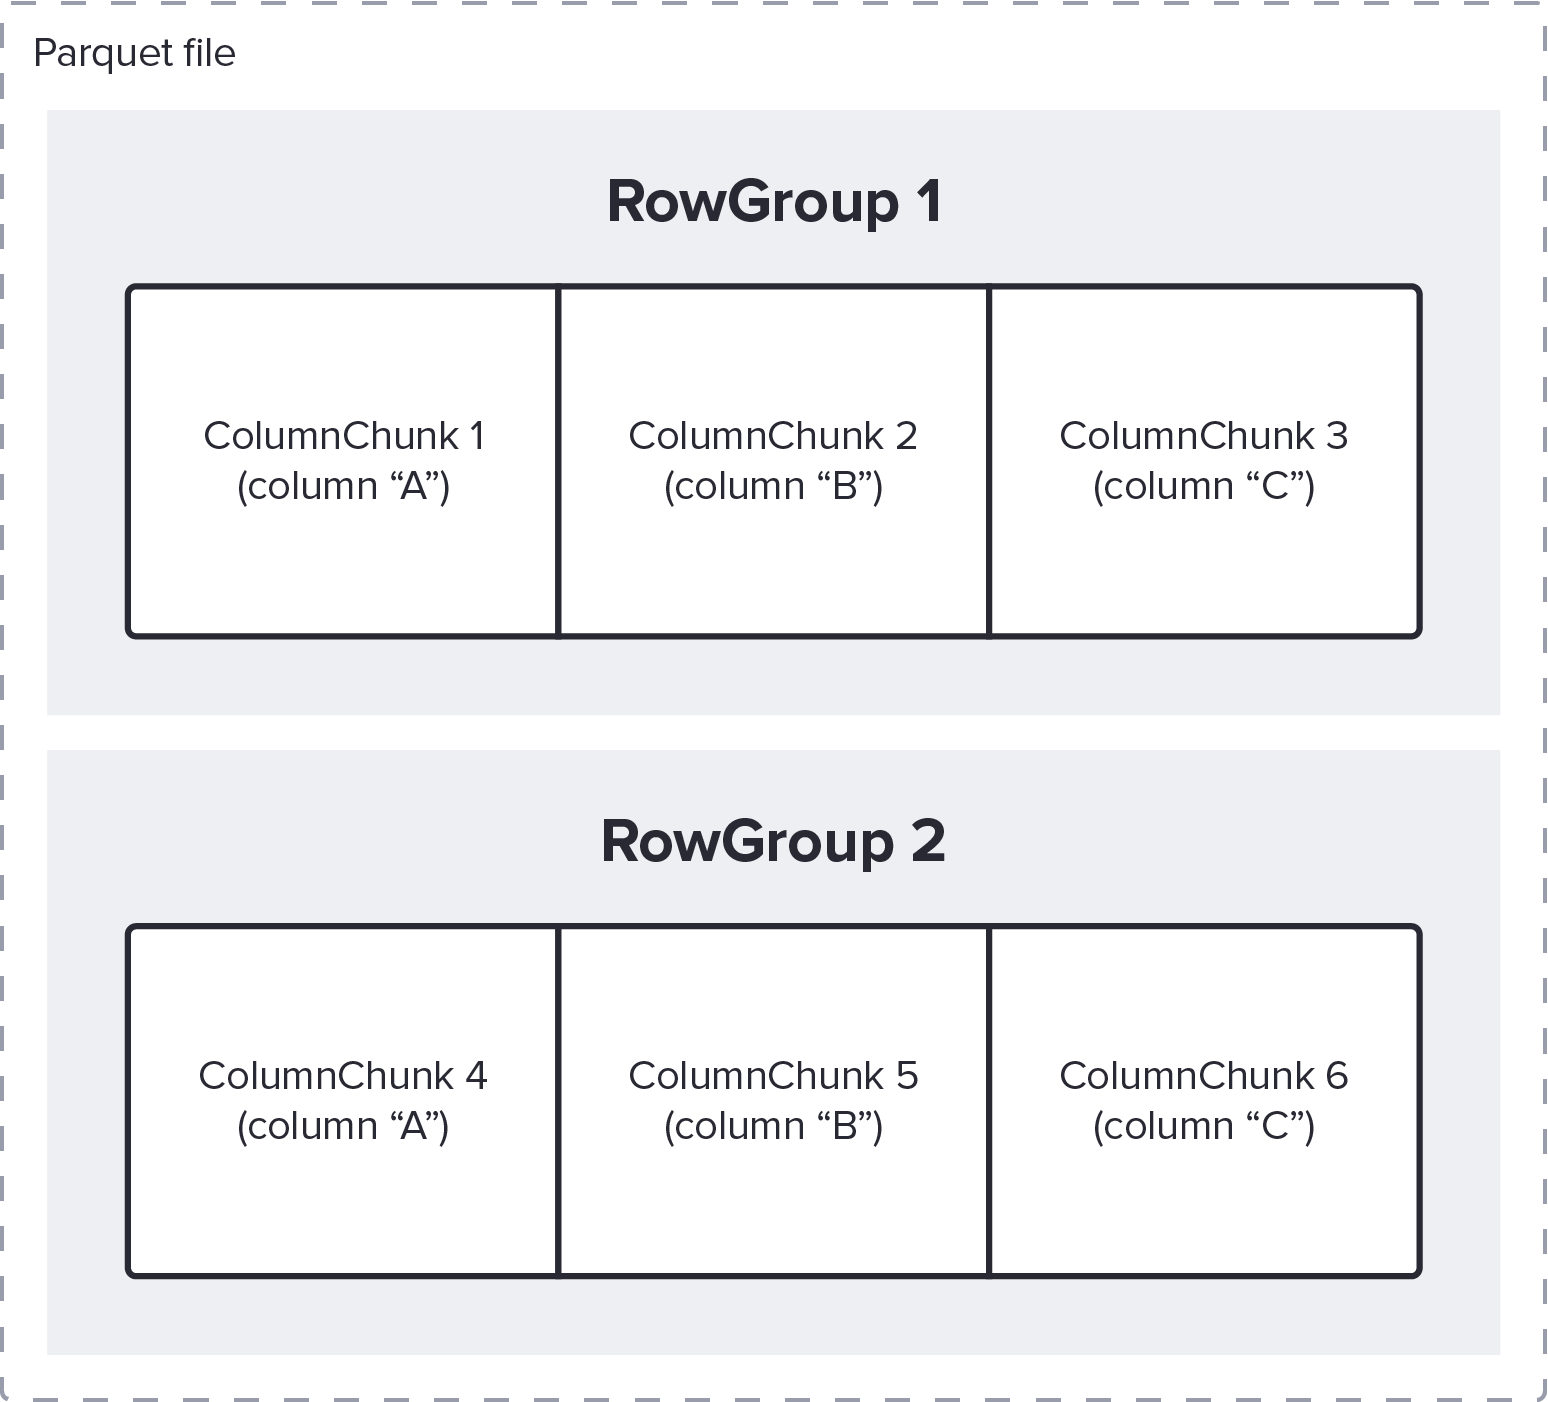 Parquet file
RowGroup 1
ColumnChunk 1
(column “A”)
ColumnChunk 2
(column “B”)
ColumnChunk 3
(column “C”)
RowGroup 2
ColumnChunk 4
(column “A”)
ColumnChunk 5
(column “B”)
ColumnChunk 6
(column “C”)